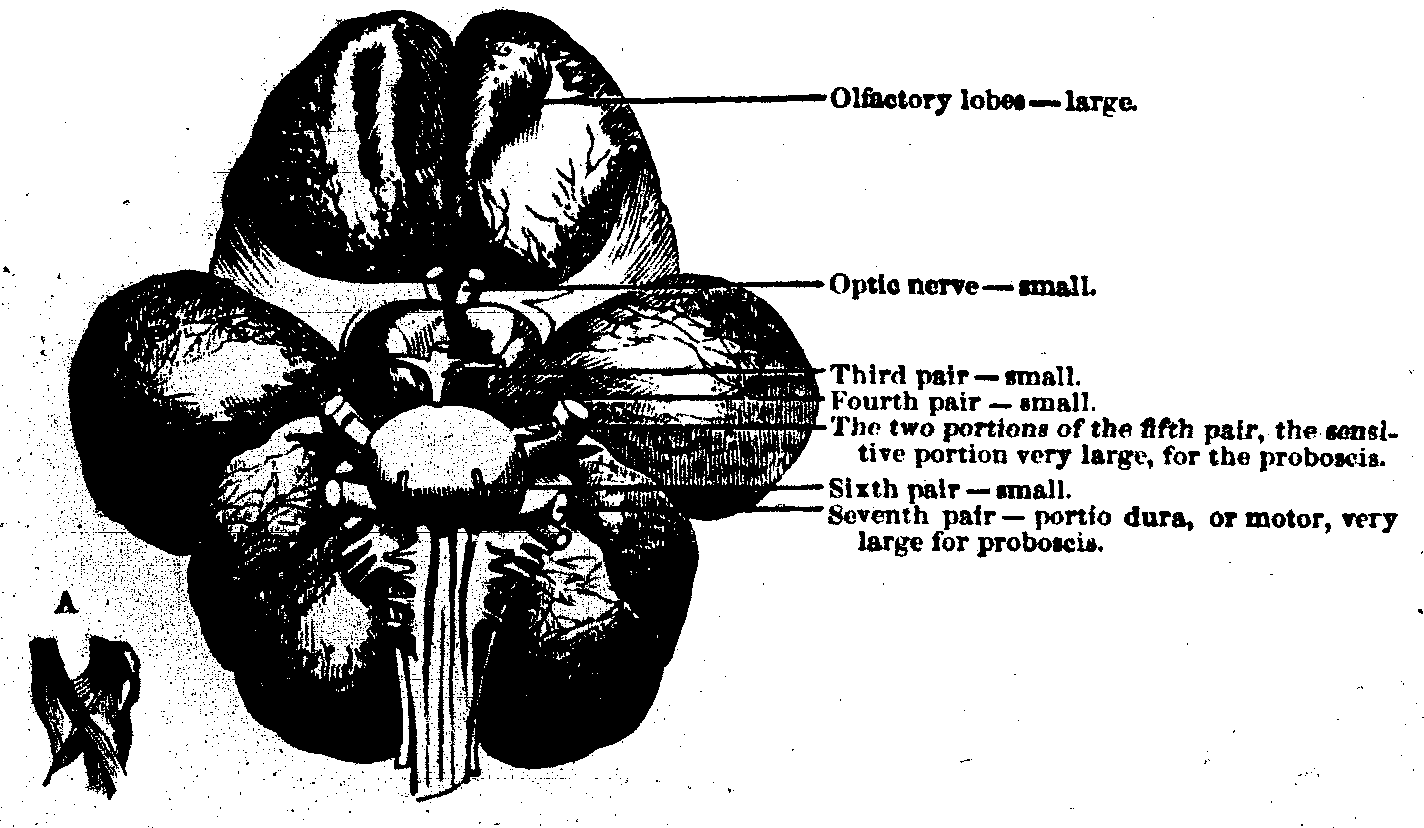 Olfactory lobes — large.
Optic nerve — small.
Third pair — small.
Fourth pair — small.
The two portions of the fifth pair, the sensi-
tive portion very large, for the proboscis.
Sixth pair — small.
Seventh pair — portio dura, or motor, very
large for proboscis.
A